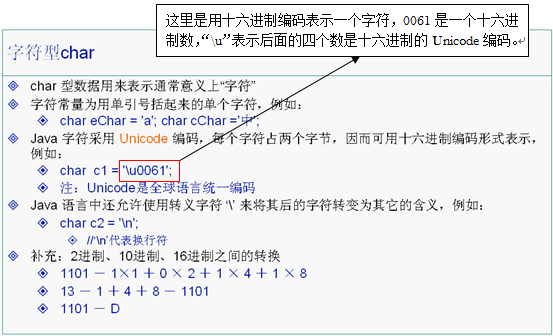 这里是用十六进制编码表示一个字符，0061 是一个十六进
制数，“\u”表示后面的四个数是十六进制的 Unicode 编码。
字符型char
char 型数据用来表示通常意义上“字符”
字符常量为用单引号括起来的单个字符，例如：
char eChar = 'a'; char cChar ='中';
Java 字符采用 Unicode 编码，每个字符占两个字节，因而可用十六进制编码形式表示，
例如：
char c1 = '\u0061';
注：Unicode是全球语言统一编码
Java 语言中还允许使用转义字符 '\' 来将其后的字符转变为其它的含义，例如：
char c2 = '\n';
//'\n'代表换行符
补充：2进制、10进制、16进制之间的转换
1101 － 1×1 ＋ 0 × 2 ＋ 1 × 4 ＋ 1 × 8
13 － 1 ＋ 4 ＋ 8 － 1101
1101 － D